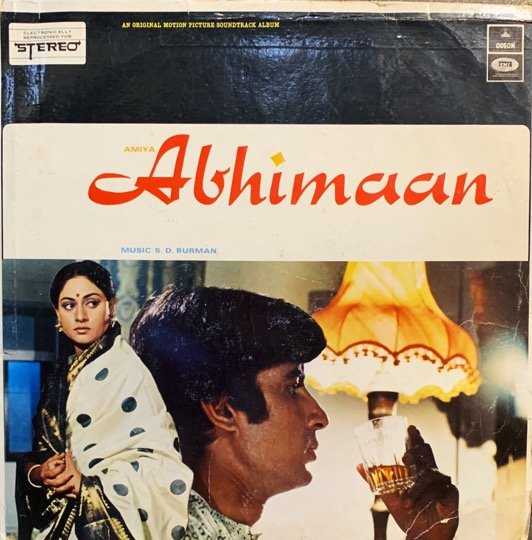 AN ORIGINAL MOTION PICTURE SOUNDTRACK ALBUM
ELECTRONICALLY
REPROCESSED FOR
"STEREO"
ODEON
EMI
AMIYA
Abhimaan
MUSIC S. D. BURMAN.